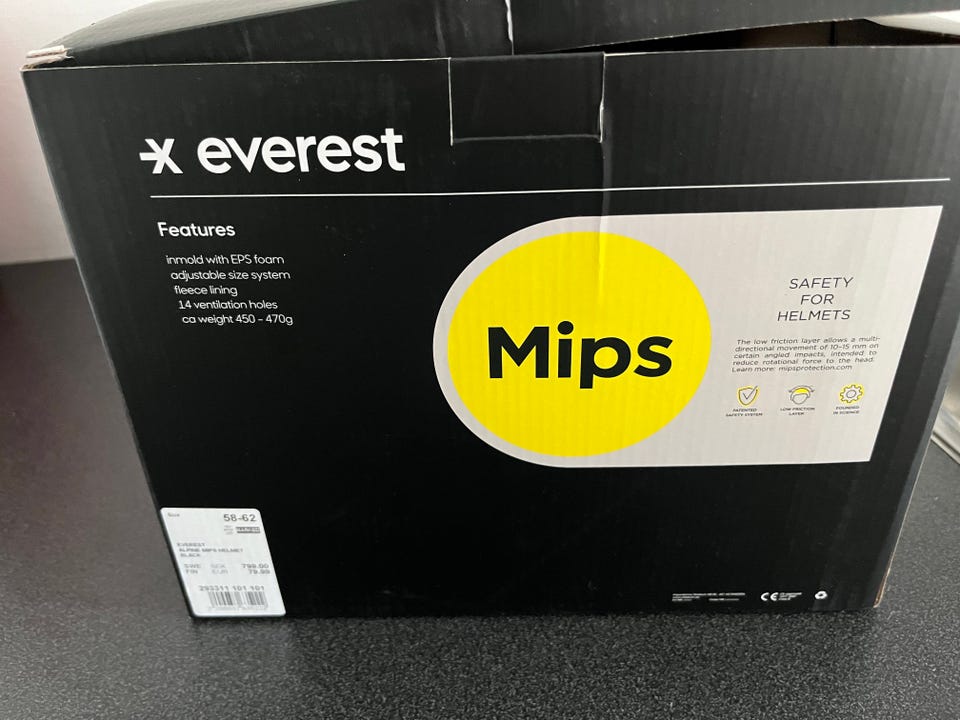 everest
Features
inmold with EPS foam
adjustable size system
fleece lining
14 ventilation holes
ca weight 450 - 470g
Mips
SAFETY
FOR
HELMETS
The low friction layer allows a multi-
directional movement of 10-15 mm on
certain angled impacts, intended to
reduce rotational force to the head.
Learn more: mipsprotection.com
PATENTED
SAFETY SYSTEM
LOW FRICTION
LAYER
FOUNDED
IN SCIENCE
Size 58-62
EVEREST
ALPINE MIPS HELMET
BLACK
SWE SEK 799.00
FIN EUR 79.99
293311 101 101
CE